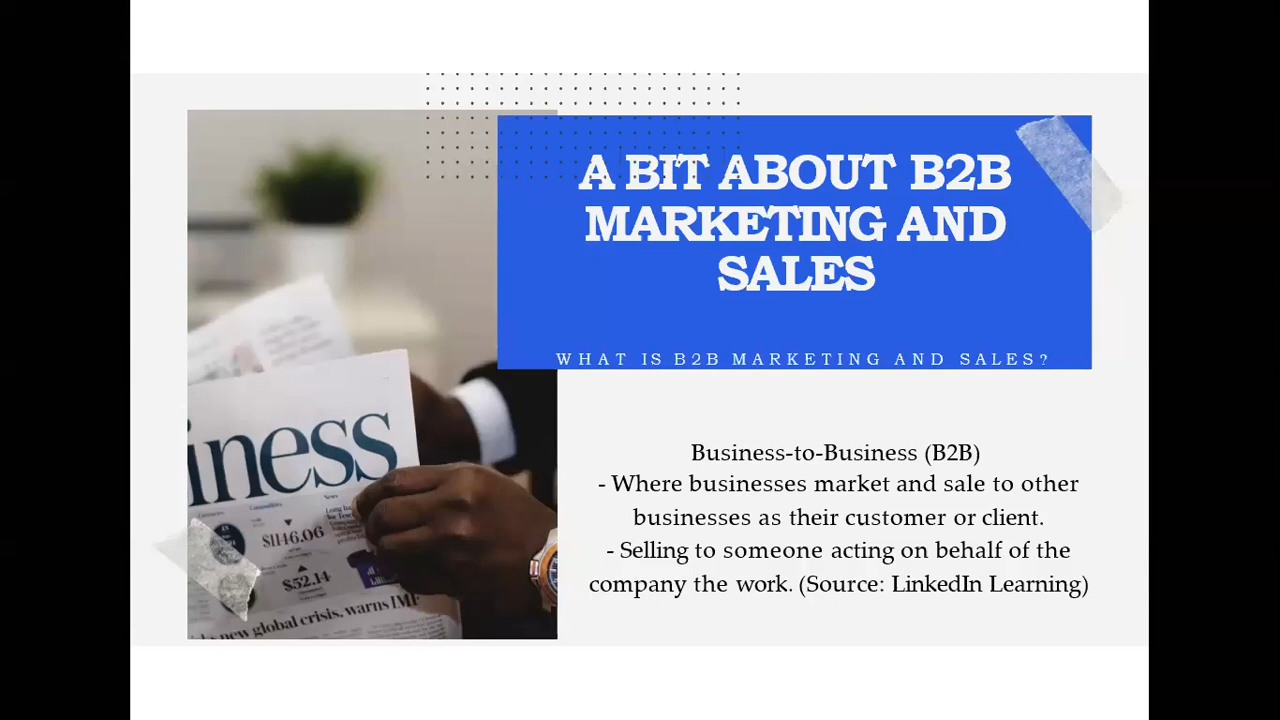 A BIT ABOUT B2B
MARKETING AND
SALES
WHAT IS B2B MARKETING AND SALES?
Business-to-Business (B2B)
- Where businesses market and sale to other
businesses as their customer or client.
- Selling to someone acting on behalf of the
company the work. (Source: LinkedIn Learning)
iness
News
$1146.06
$52.14
new global crisis, warns IMF